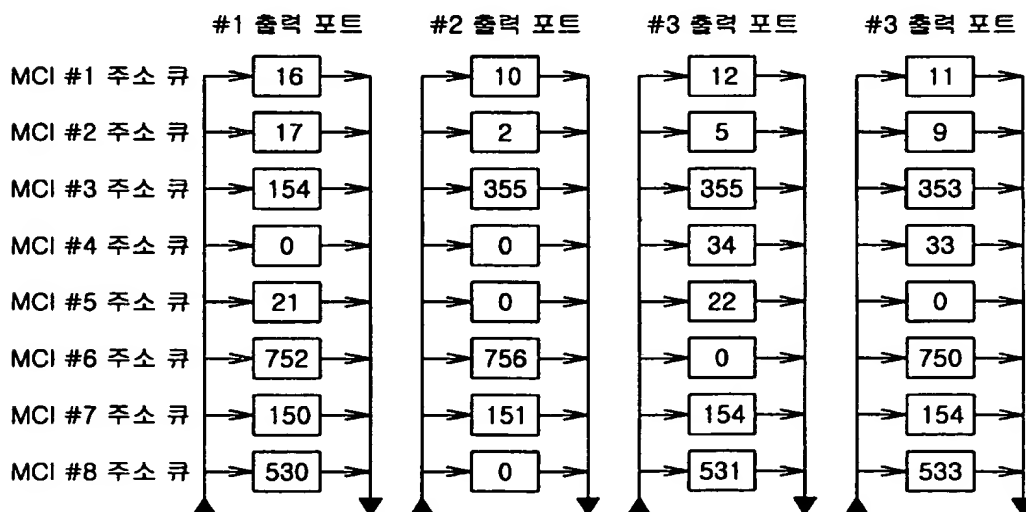 #1 출력 포트 #2 출력 포트 #3 출력 포트 #3 출력 포트
MCI #1 주소 큐 16 10 12 11
MCI #2 주소 큐 17 2 5 9
MCI #3 주소 큐 154 355 355 353
MCI #4 주소 큐 0 0 34 33
MCI #5 주소 큐 21 0 22 0
MCI #6 주소 큐 752 756 0 750
MCI #7 주소 큐 150 151 154 154
MCI #8 주소 큐 530 0 531 533